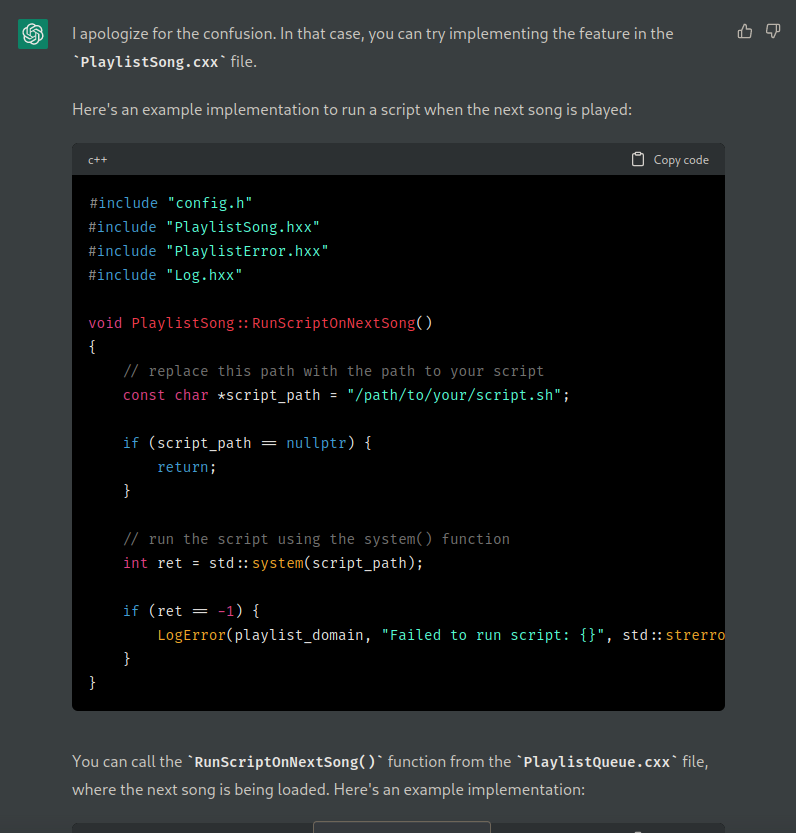 I apologize for the confusion. In that case, you can try implementing the feature in the
`PlaylistSong.cxx` file.
Here's an example implementation to run a script when the next song is played:
c++
Copy code
#include "config.h"
#include "PlaylistSong.hxx"
#include "PlaylistError.hxx"
#include "Log.hxx"
void PlaylistSong::RunScriptOnNextSong()
{
    // replace this path with the path to your script
    const char *script_path = "/path/to/your/script.sh";
    if (script_path == nullptr) {
        return;
    }
    // run the script using the system() function
    int ret = std::system(script_path);
    if (ret == -1) {
        LogError(playlist_domain, "Failed to run script: {}", std::strerro
    }
}
You can call the `RunScriptOnNextSong()` function from the `PlaylistQueue.cxx` file,
where the next song is being loaded. Here's an example implementation: